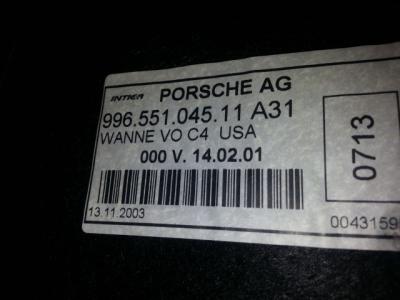 INTIER PORSCHE AG
996.551.045.11 A31
WANNE VO C4 USA
000 V. 14.02.01
0713
13.11.2003
0043159